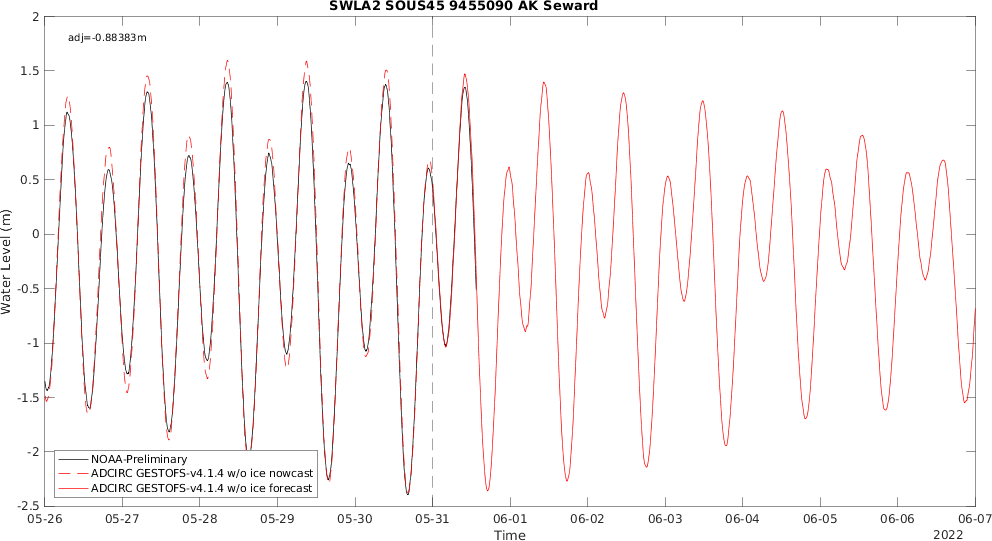 SWLA2 SOUS45 9455090 AK Seward
adj=-0.88383m
2
1.5
1
0.5
0
-0.5
-1
-1.5
-2
-2.5
Water Level (m)
NOAA-Preliminary
ADCIRC GESTOFS-v4.1.4 w/o ice nowcast
ADCIRC GESTOFS-v4.1.4 w/o ice forecast
05-26 05-27 05-28 05-29 05-30 05-31 06-01 06-02 06-03 06-04 06-05 06-06 06-07
Time
2022